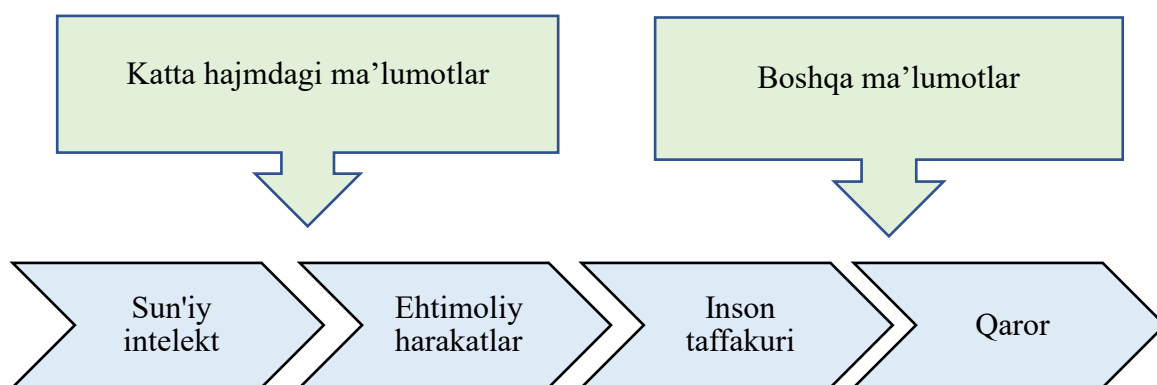 Katta hajmdagi ma’lumotlar
Boshqa ma’lumotlar
Sun'iy
intelekt
Ehtimoliy
harakatlar
Inson
taffakuri
Qaror